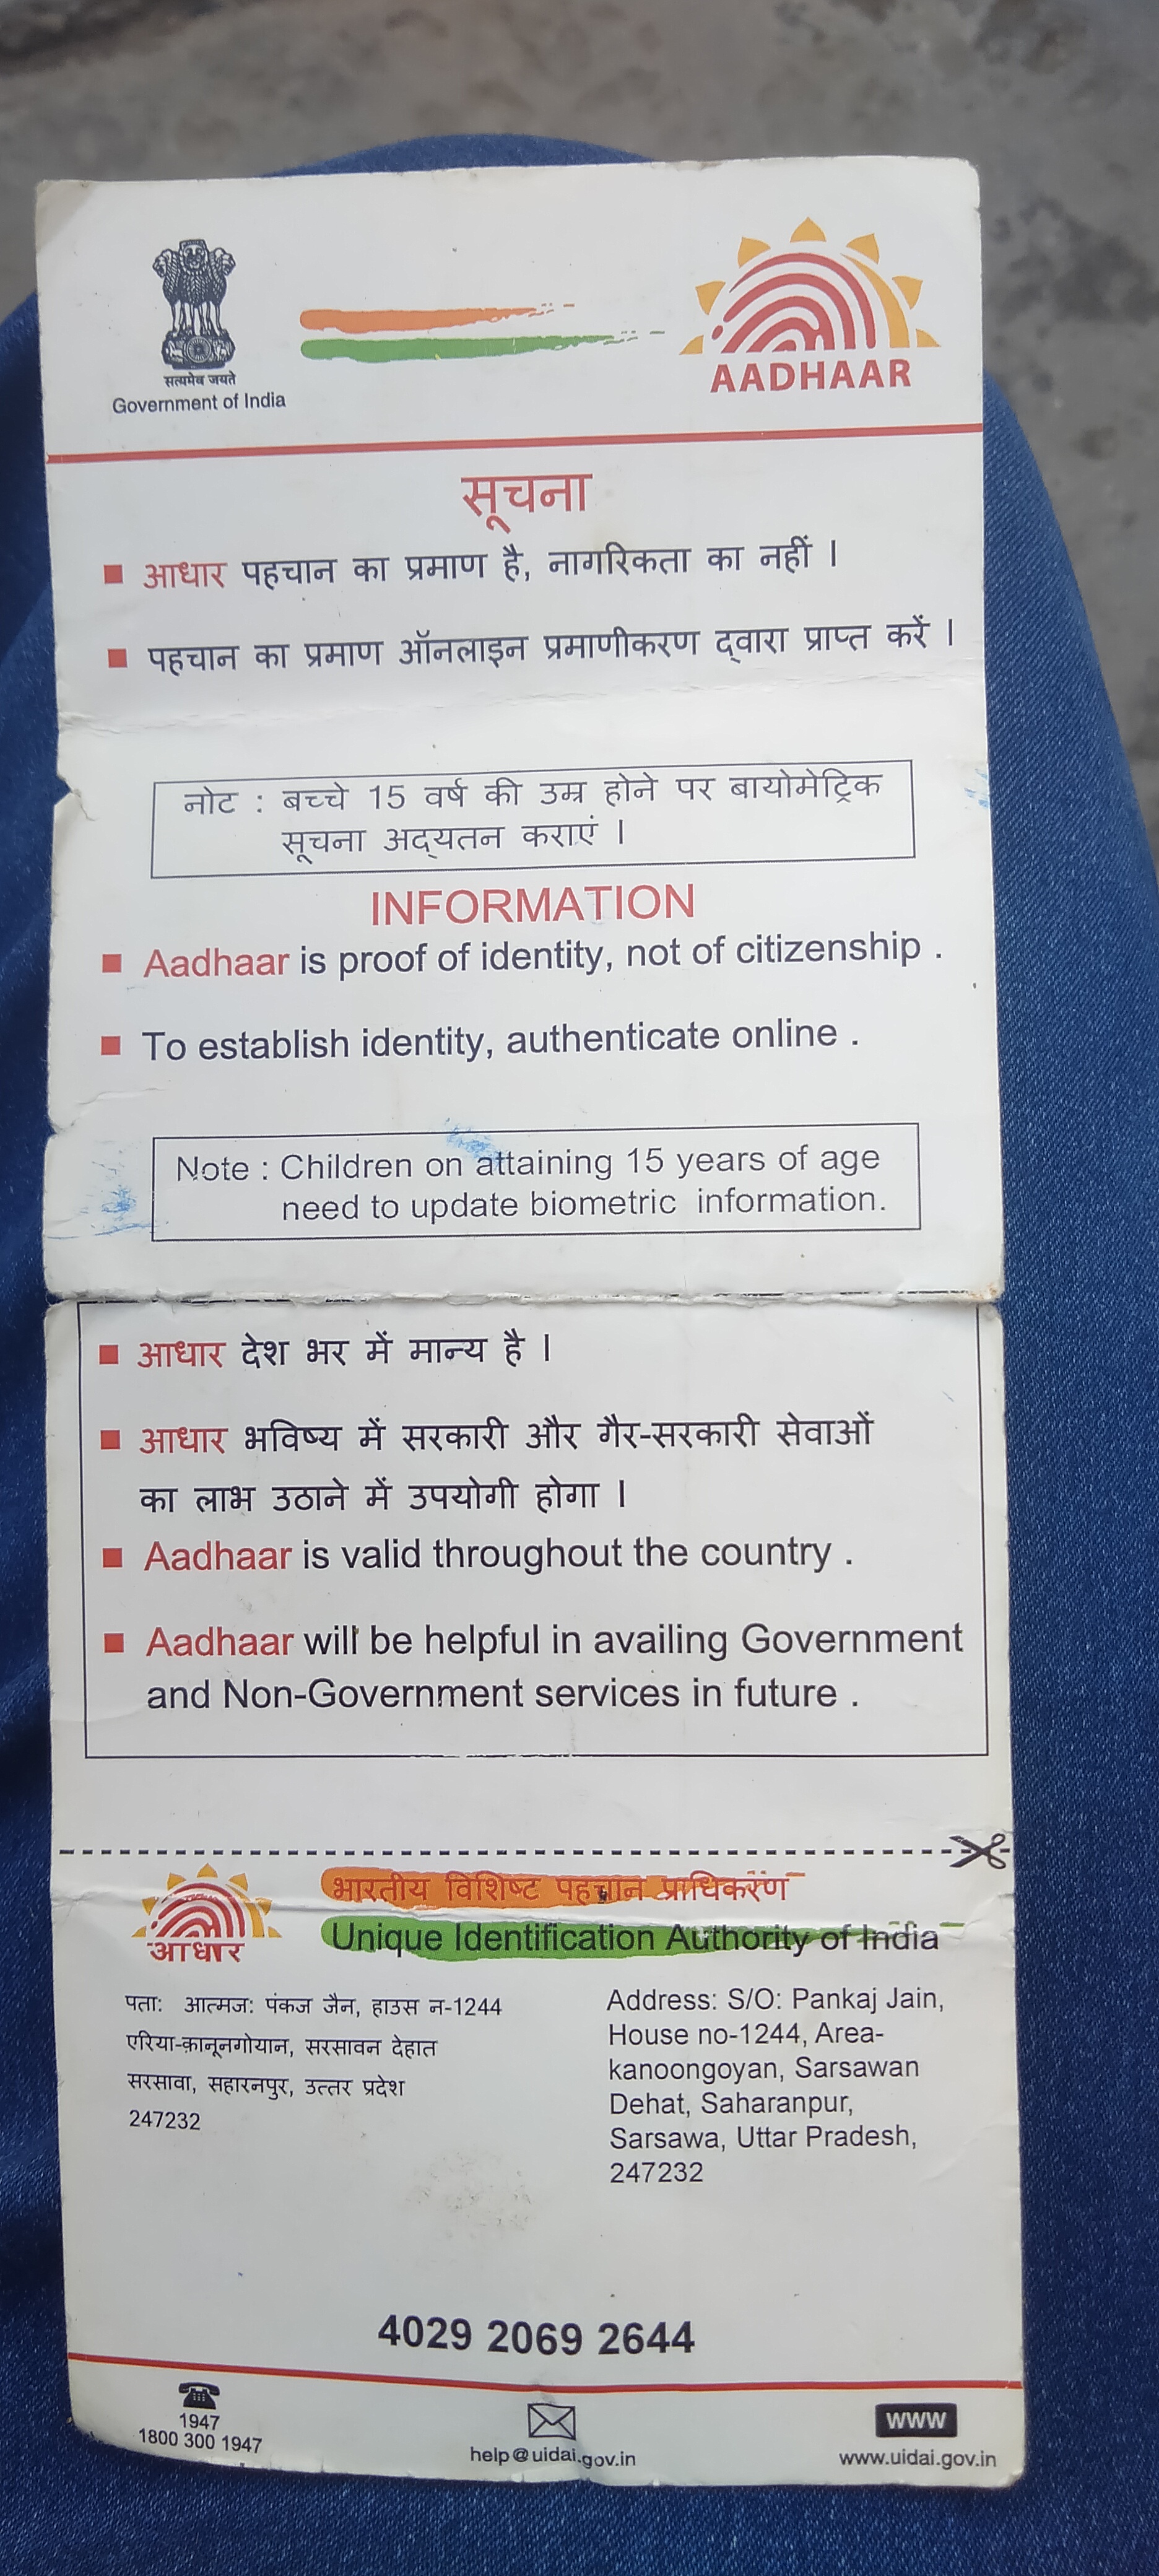 सत्यमेव जयते
Government of India
AADHAAR
सूचना
आधार पहचान का प्रमाण है, नागरिकता का नहीं ।
पहचान का प्रमाण ऑनलाइन प्रमाणीकरण द्वारा प्राप्त करें ।
नोट : बच्चे 15 वर्ष की उम्र होने पर बायोमेट्रिक
सूचना अद्यतन कराएं ।
INFORMATION
Aadhaar is proof of identity, not of citizenship .
To establish identity, authenticate online .
Note : Children on attaining 15 years of age
need to update biometric information.
आधार देश भर में मान्य है ।
आधार भविष्य में सरकारी और गैर-सरकारी सेवाओं
का लाभ उठाने में उपयोगी होगा ।
Aadhaar is valid throughout the country .
Aadhaar will be helpful in availing Government
and Non-Government services in future .
आधार
भारतीय विशिष्ट पहचान प्राधिकरण
Unique Identification Authority of India
पता: आत्मज: पंकज जैन, हाउस न-1244
एरिया-क़ानूनगोयान, सरसावन देहात
सरसावा, सहारनपुर, उत्तर प्रदेश
247232
Address: S/O: Pankaj Jain,
House no-1244, Area-
kanoongoyan, Sarsawan
Dehat, Saharanpur,
Sarsawa, Uttar Pradesh,
247232
4029 2069 2644
1947
1800 300 1947
help@uidai.gov.in
www
www.uidai.gov.in